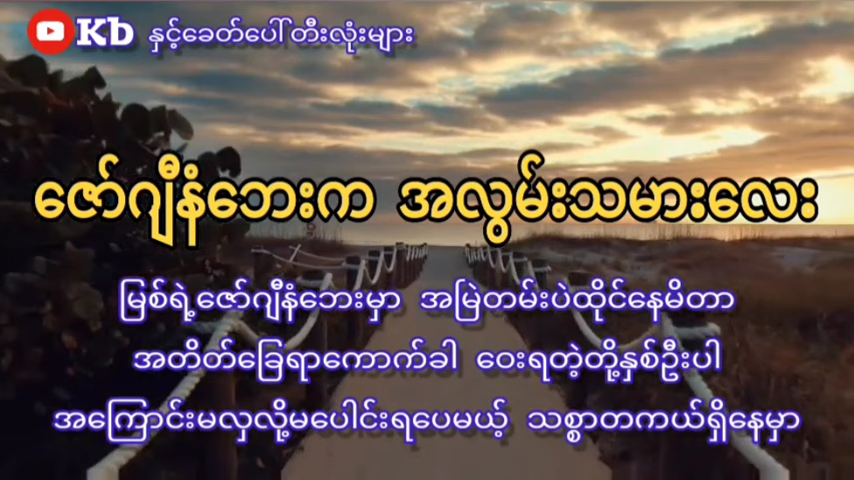 Kb နှင့်ခေတ်ပေါ်တီးလုံးများ
ဇော်ဂျီနံဘေးက အလွမ်းသမားလေး
မြစ်ရဲ့ဇော်ဂျီနံဘေးမှာ အမြဲတမ်းပဲထိုင်နေမိတာ
အတိတ်ခြေရာကောက်ခါ ဝေးရတဲ့တို့နှစ်ဦးပါ
အကြောင်းမလှလို့မပေါင်းရပေမယ့် သစ္စာတကယ်ရှိနေမှာ